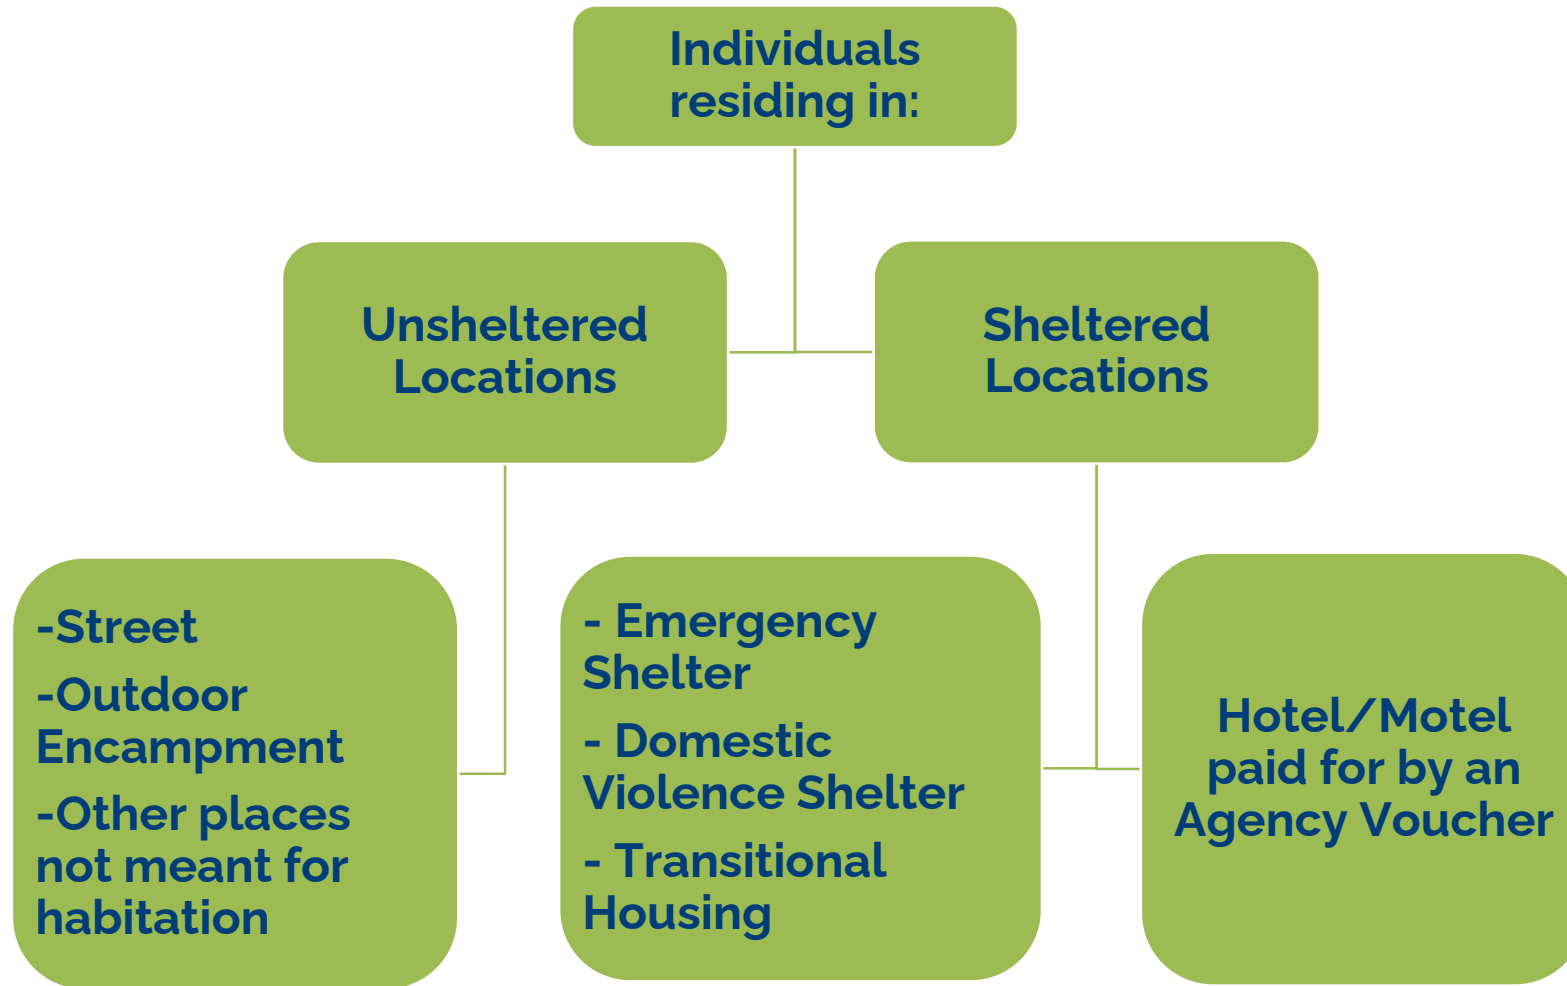 Individuals
residing in:
Unsheltered
Locations
Sheltered
Locations
-Street
-Outdoor
Encampment
-Other places
not meant for
habitation
- Emergency
Shelter
- Domestic
Violence Shelter
- Transitional
Housing
Hotel/Motel
paid for by an
Agency Voucher